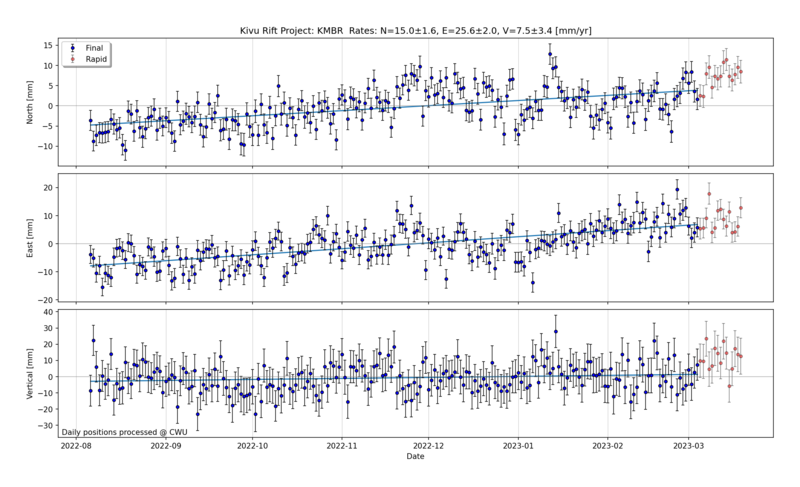 Kivu Rift Project: KMBR Rates: N=15.0±1.6, E=25.6±2.0, V=7.5±3.4 [mm/yr]
Final
Rapid
15
10
5
0
−5
−10
North [mm]
20
10
0
−10
−20
East [mm]
40
30
20
10
0
−10
−20
−30
Vertical [mm]
Daily positions processed @ CWU
2022-08 2022-09 2022-10 2022-11 2022-12 2023-01 2023-02 2023-03
Date